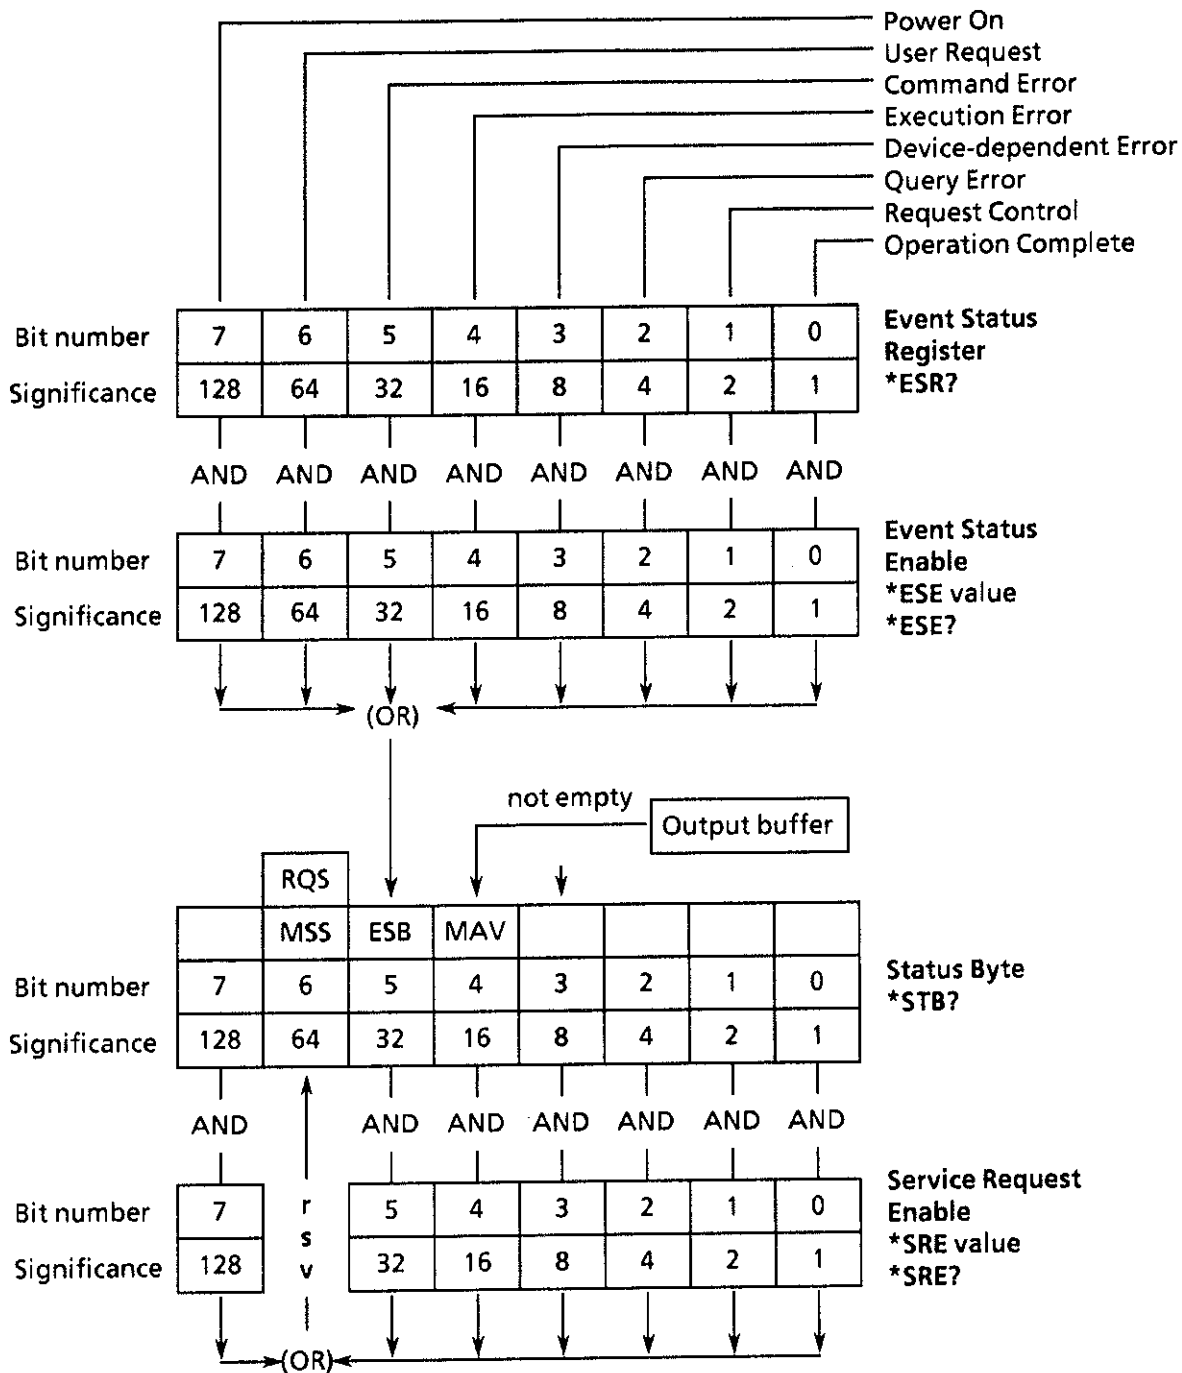 Power On
User Request
Command Error
Execution Error
Device-dependent Error
Query Error
Request Control
Operation Complete
Bit number 7 6 5 4 3 2 1 0
Significance 128 64 32 16 8 4 2 1
Event Status
Register
*ESR?
AND AND AND AND AND AND AND AND
Bit number 7 6 5 4 3 2 1 0
Significance 128 64 32 16 8 4 2 1
Event Status
Enable
*ESE value
*ESE?
(OR)
not empty
Output buffer
RQS
MSS ESB MAV
Bit number 7 6 5 4 3 2 1 0
Significance 128 64 32 16 8 4 2 1
Status Byte
*STB?
AND AND AND AND AND AND AND
Bit number 7 5 4 3 2 1 0
Significance 128 32 16 8 4 2 1
r
s
v
Service Request
Enable
*SRE value
*SRE?
(OR)